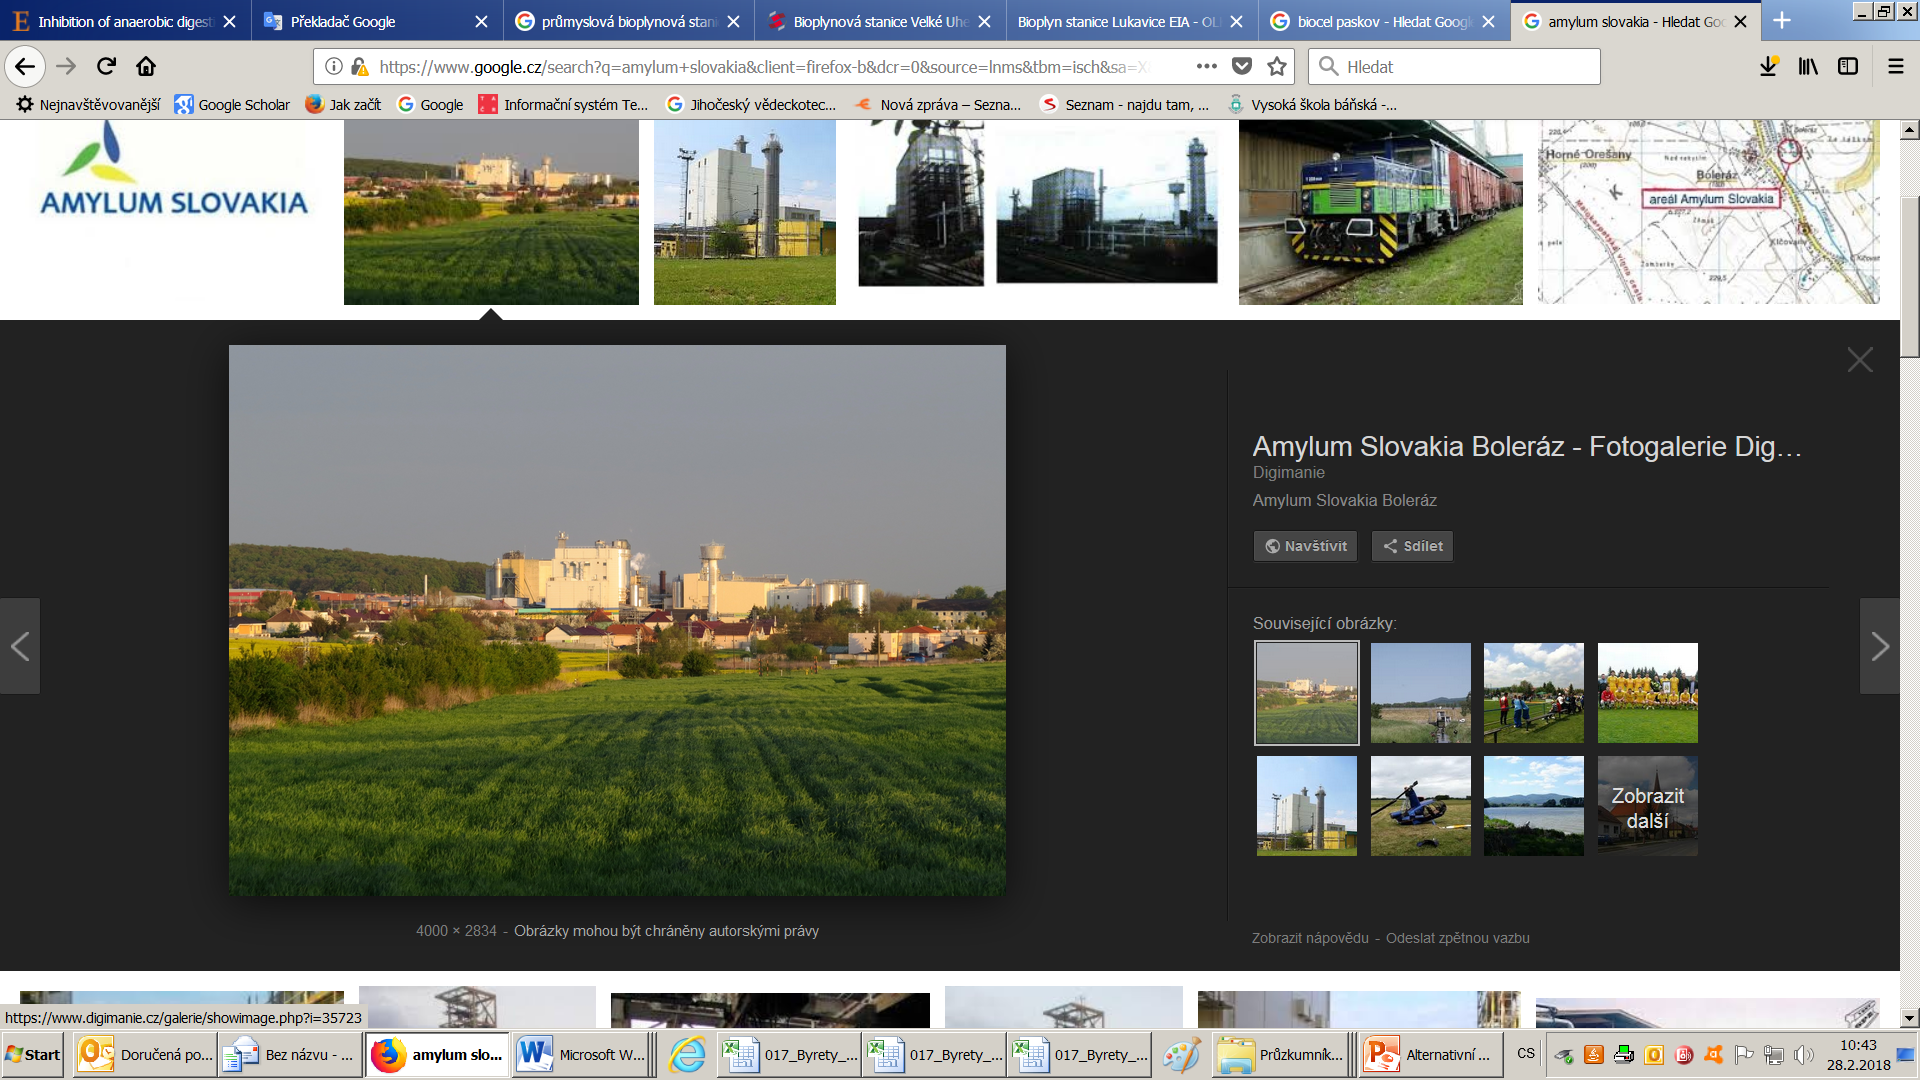 Inhibition of anaerobic digesti
Překladač Google
průmyslová bioplynová stani
Bioplynová stanice Velké Uhe
Bioplyn stanice Lukavice EIA - OL
biocel paskov - Hledat Googl
amylum slovakia - Hledat Goo
https://www.google.cz/search?q=amylum+slovakia&client=firefox-b&dcr=0&source=lnms&tbm=isch&sa=X
Hledat
Nejnavštěvovanější
Google Scholar
Jak začít
Google
Informační systém Te...
Jihočeský vědeckotec...
Nová zpráva – Sezna...
Seznam - najdu tam, ...
Vysoká škola báňská -...
AMYLUM SLOVAKIA
Horné Orešany
Boleráz
areál Amylum Slovakia
Klčovany
Amylum Slovakia Boleráz - Fotogalerie Dig...
Digimanie
Amylum Slovakia Boleráz
Navštívit
Sdílet
Související obrázky:
Zobrazit
další
4000 × 2834 - Obrázky mohou být chráněny autorskými právy
Zobrazit nápovědu - Odeslat zpětnou vazbu
https://www.digimanie.cz/galerie/showimage.php?i=35723
Start
Doručená po...
Bez názvu - ...
amylum slo...
Microsoft W...
017_Byrety_...
017_Byrety_...
017_Byrety_...
Průzkumník...
Alternativní ...
CS
10:43
28.2.2018